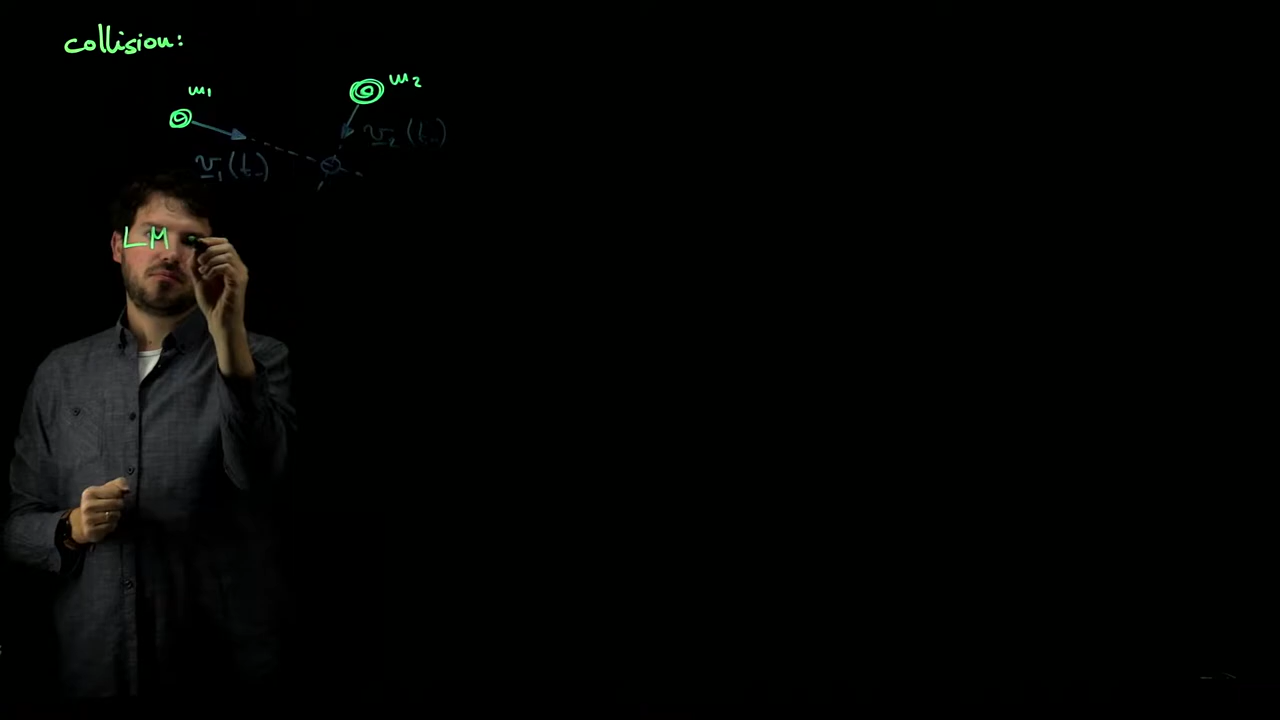 collision:
m₁ m₂
v₁(t₋) v₂(t₋)
LM